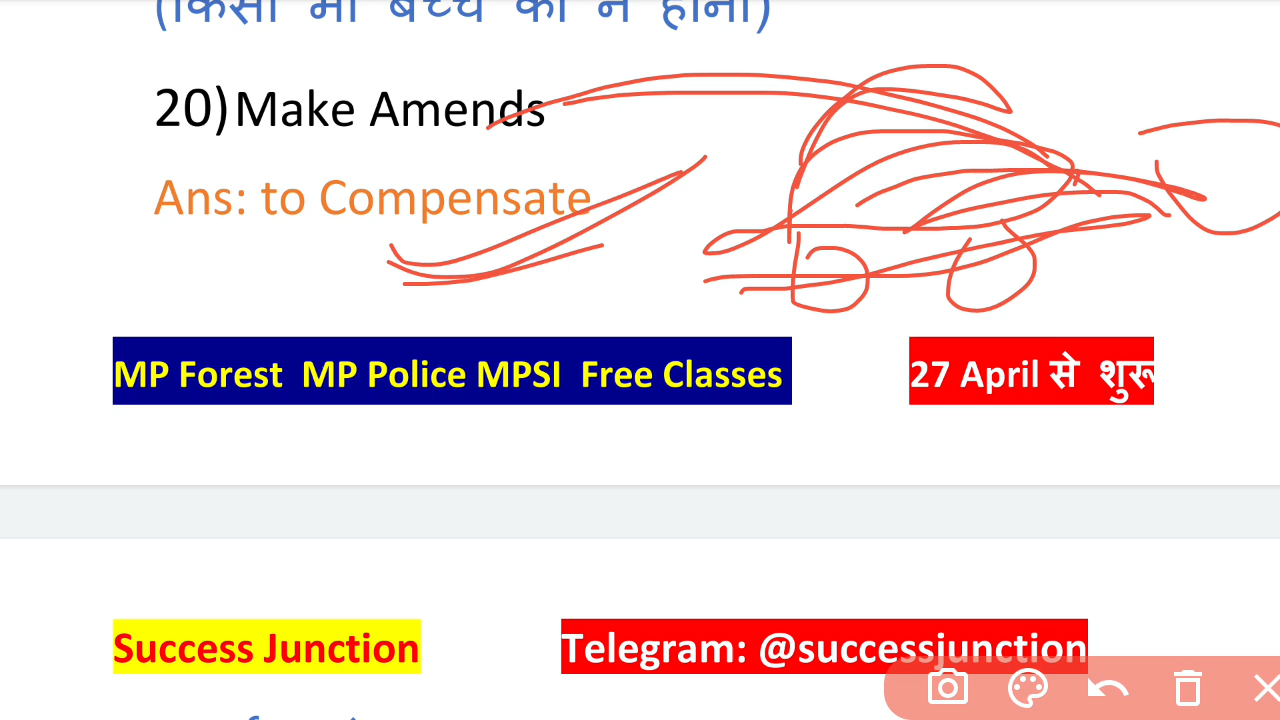 (किसी भी बच्चे का न होना)
20) Make Amends
Ans: to Compensate
MP Forest MP Police MPSI Free Classes 27 April से शुरू
Success Junction Telegram: @successjunction